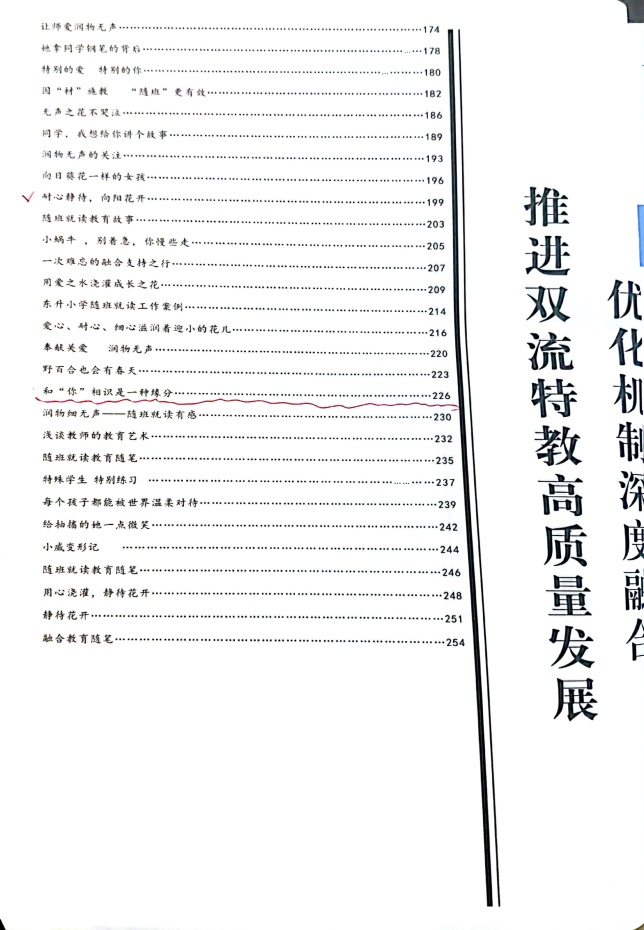 让师爱润物无声……174
她拿同学钢笔的背后……178
特别的爱 特别的你……180
因“材”施教 “随班”更有效……182
无声之花不哭泣……186
同学，我想给你讲个故事……189
润物无声的关注……193
向日葵花一样的女孩……196
耐心静待，向阳花开……199
随班就读教育故事……203
小蜗牛，别着急，你慢些走……205
一次难忘的融合支持之行……207
用爱之水浇灌成长之花……209
东升小学随班就读工作案例……214
爱心、耐心、细心滋润着迎小的花儿……216
奉献关爱 润物无声……220
野百合也会有春天……223
和“你”相识是一种缘分……226
润物细无声——随班就读有感……230
浅谈教师的教育艺术……232
随班就读教育随笔……235
特殊学生 特别练习……237
每个孩子都能被世界温柔对待……239
给抽搐的她一点微笑……242
小威变形记……244
随班就读教育随笔……246
用心浇灌，静待花开……248
静待花开……251
融合教育随笔……254
优化机制深度融合
推进双流特教高质量发展